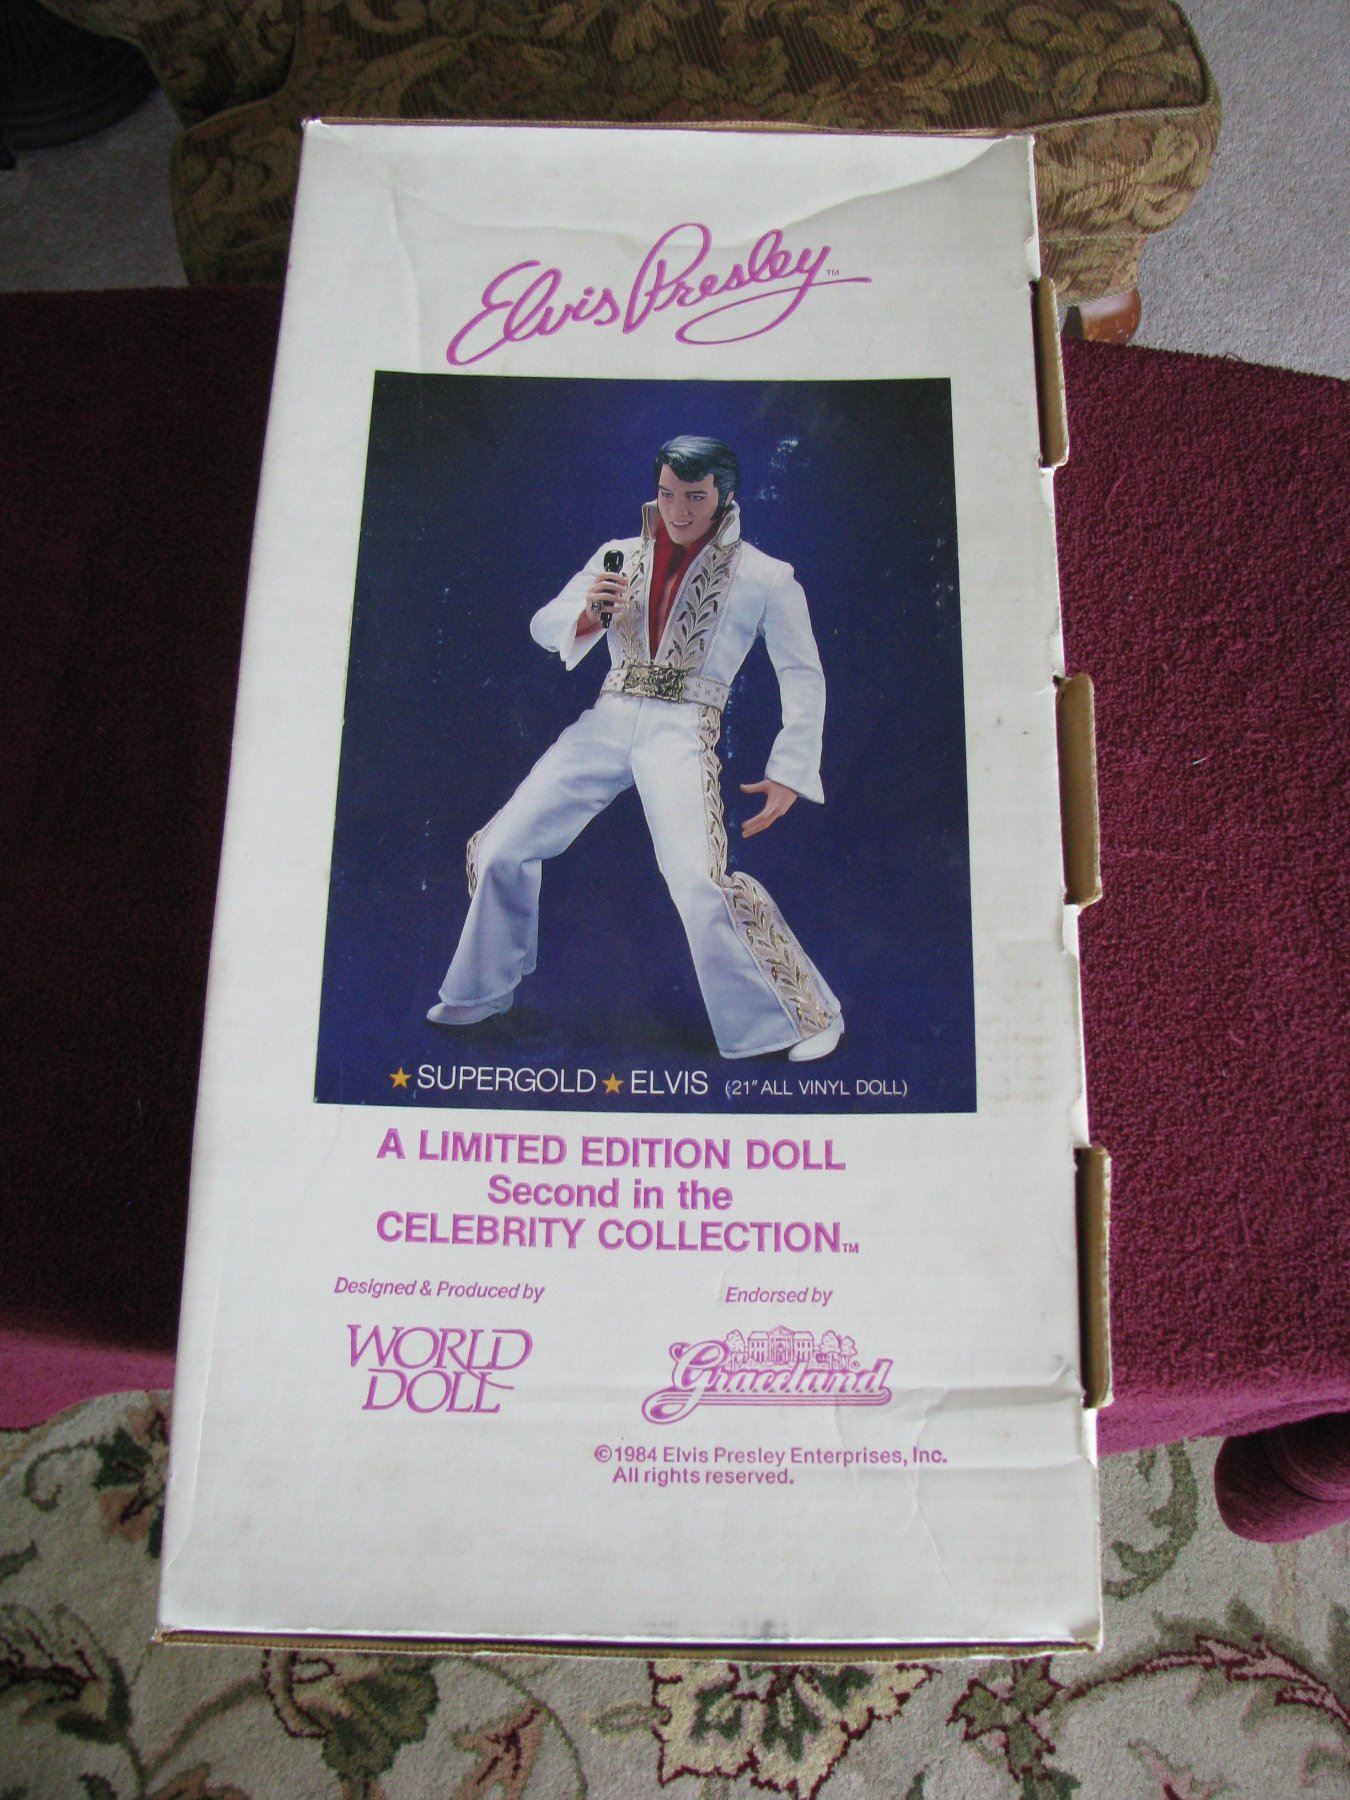 Elvis Presley™
★SUPERGOLD★ELVIS (21" ALL VINYL DOLL)
A LIMITED EDITION DOLL
Second in the
CELEBRITY COLLECTION™
Designed & Produced by
WORLD
DOLL
Endorsed by
Graceland®
©1984 Elvis Presley Enterprises, Inc.
All rights reserved.